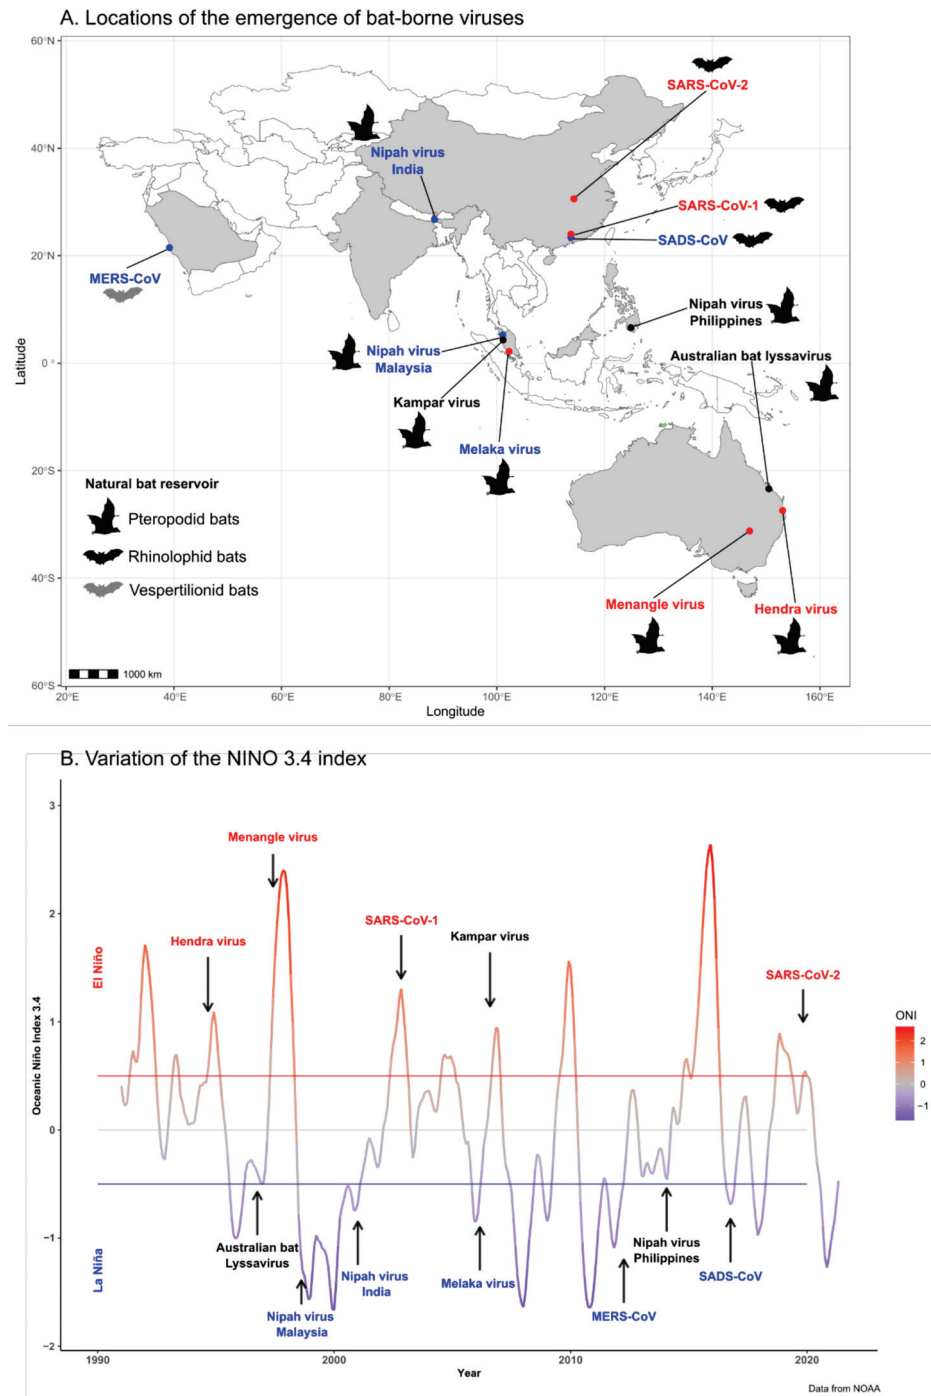 A. Locations of the emergence of bat-borne viruses
60°N
40°N
20°N
0 °
20°S
40°S
60°S
Latitude
SARS-CoV-2
Nipah virus
India
SARS-CoV-1
SADS-CoV
MERS-CoV
Nipah virus
Philippines
Nipah virus
Malaysia
Australian bat lyssavirus
Kampar virus
Melaka virus
Natural bat reservoir
Pteropodid bats
Rhinolophid bats
Vespertilionid bats
Menangle virus
Hendra virus
1000 km
20°E 40°E 60°E 80°E 100°E 120°E 140°E 160°E
Longitude
B. Variation of the NINO 3.4 index
3
2
1
0
−1
−2
Oceanic Niño Index 3.4
El Niño
La Niña
Menangle virus
Hendra virus
SARS-CoV-1
Kampar virus
SARS-CoV-2
ONI
2
1
0
−1
Australian bat
Lyssavirus
Nipah virus
Malaysia
Nipah virus
India
Melaka virus
MERS-CoV
Nipah virus
Philippines
SADS-CoV
1990 2000 2010 2020
Year
Data from NOAA